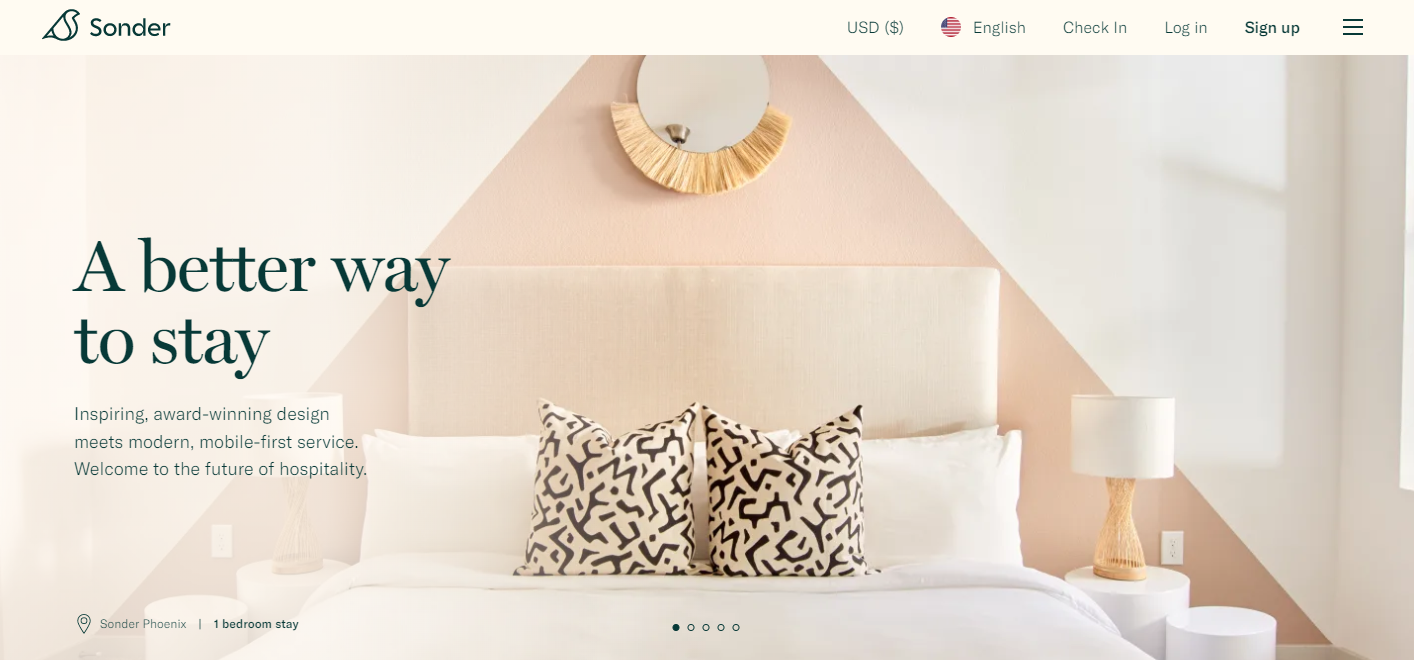 Sonder
USD ($)
English
Check In
Log in
Sign up
A better way
to stay
Inspiring, award-winning design
meets modern, mobile-first service.
Welcome to the future of hospitality.
Sonder Phoenix | 1 bedroom stay